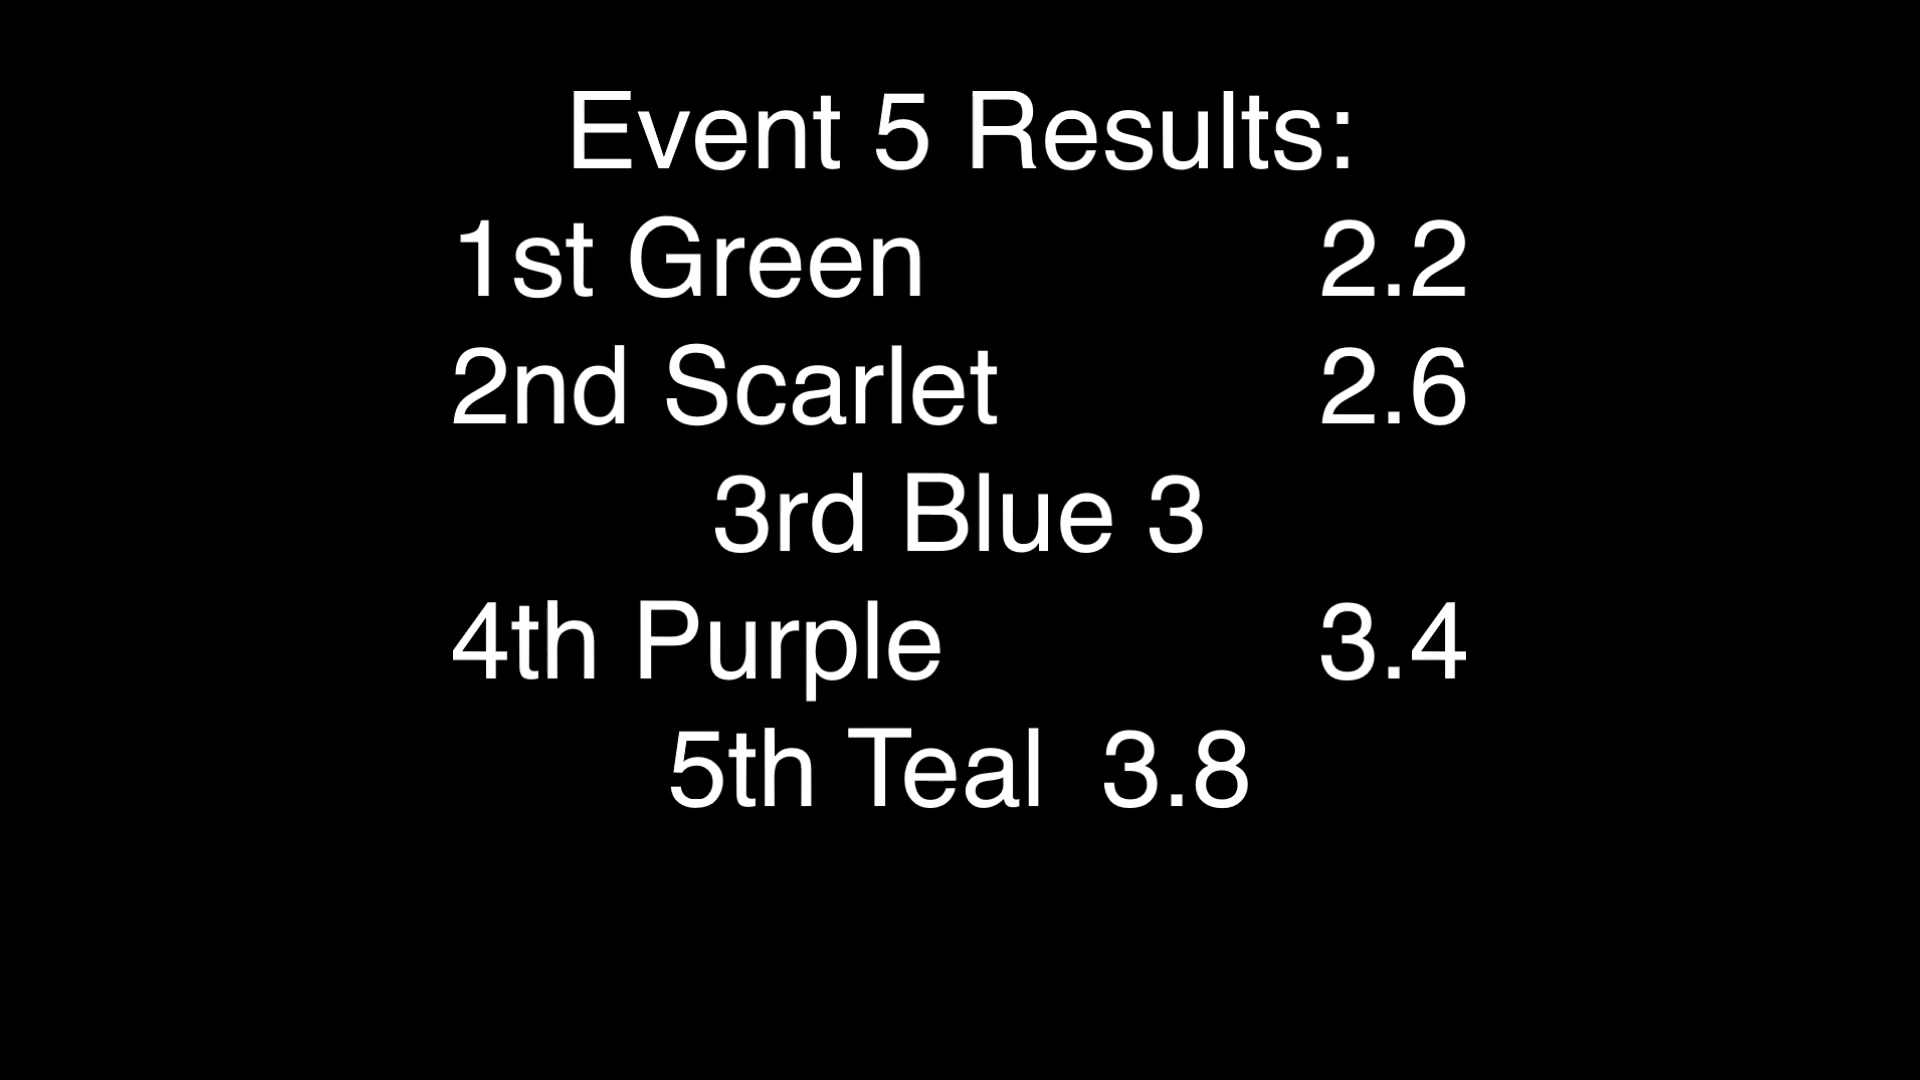 Event 5 Results:
1st Green 2.2
2nd Scarlet 2.6
3rd Blue 3
4th Purple 3.4
5th Teal 3.8